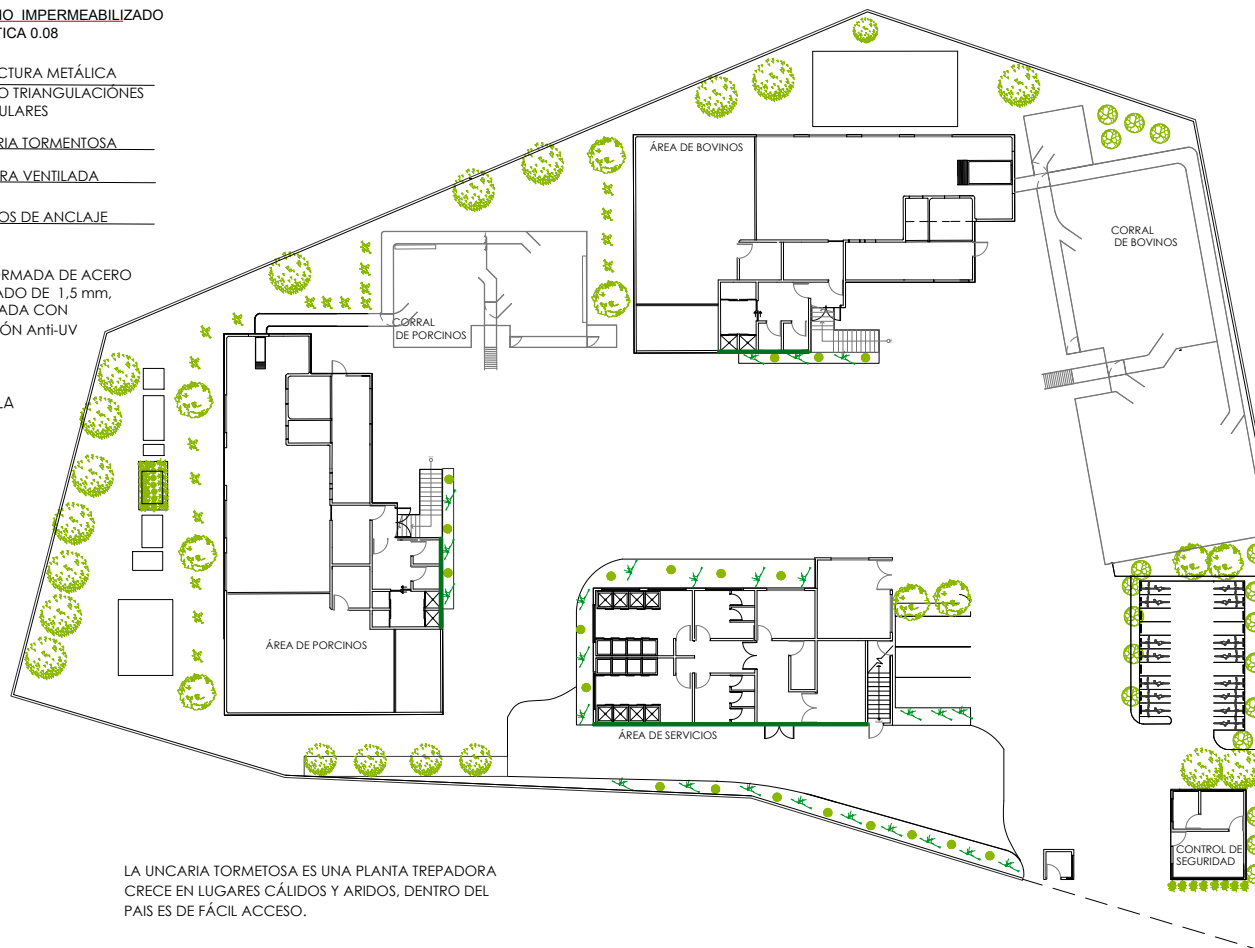 O IMPERMEABILIZADO
TICA 0.08
CTURA METÁLICA
O TRIANGULACIÓNES
ULARES
RIA TORMENTOSA
RA VENTILADA
OS DE ANCLAJE
ORMADA DE ACERO
ADO DE 1,5 mm,
ADA CON
ÓN Anti-UV
LA
ÁREA DE BOVINOS
CORRAL
DE BOVINOS
CORRAL
DE PORCINOS
ÁREA DE PORCINOS
ÁREA DE SERVICIOS
CONTROL DE
SEGURIDAD
LA UNCARIA TORMETOSA ES UNA PLANTA TREPADORA
CRECE EN LUGARES CÁLIDOS Y ARIDOS, DENTRO DEL
PAIS ES DE FÁCIL ACCESO.